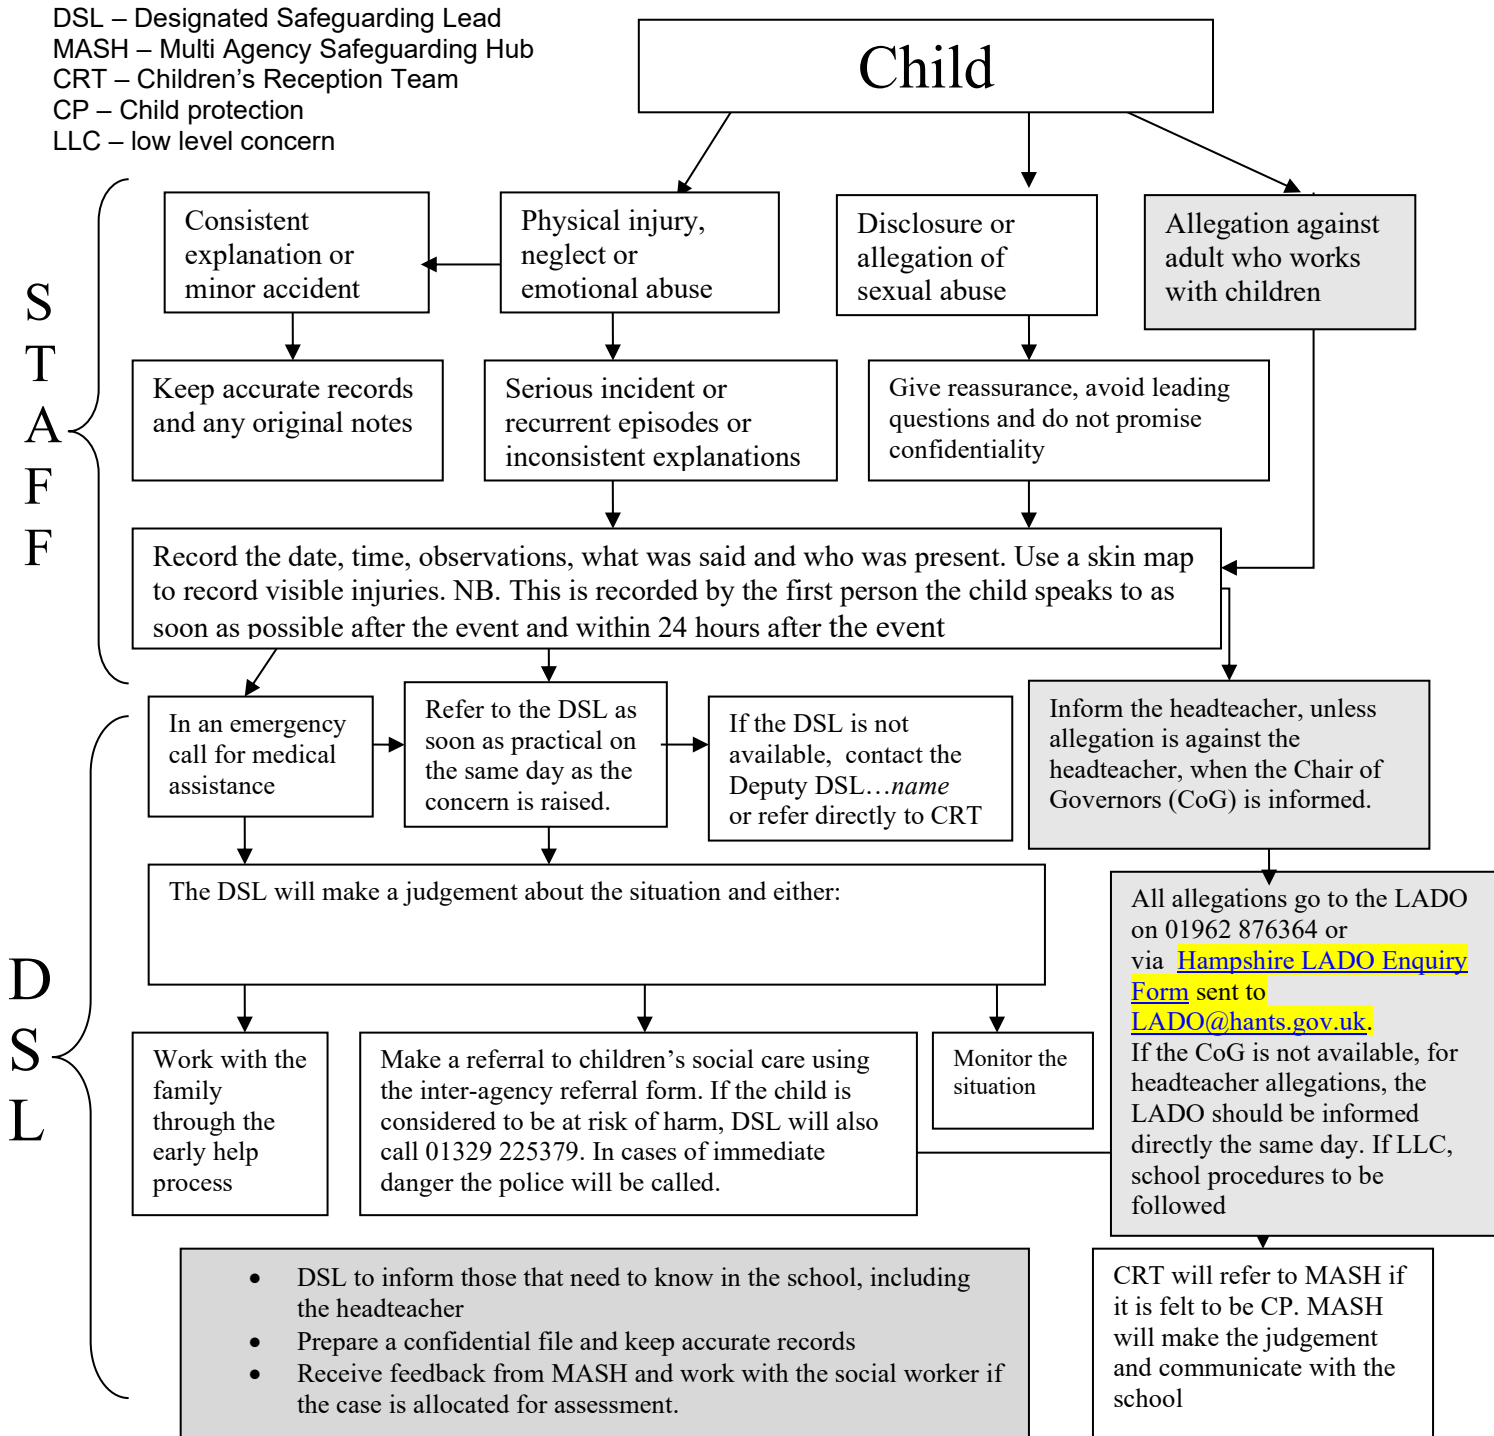 DSL – Designated Safeguarding Lead
MASH – Multi Agency Safeguarding Hub
CRT – Children’s Reception Team
CP – Child protection
LLC – low level concern
Child
S
T
A
F
F
Consistent
explanation or
minor accident
Physical injury,
neglect or
emotional abuse
Disclosure or
allegation of
sexual abuse
Allegation against
adult who works
with children
Keep accurate records
and any original notes
Serious incident or
recurrent episodes or
inconsistent explanations
Give reassurance, avoid leading
questions and do not promise
confidentiality
Record the date, time, observations, what was said and who was present. Use a skin map
to record visible injuries. NB. This is recorded by the first person the child speaks to as
soon as possible after the event and within 24 hours after the event
D
S
L
In an emergency
call for medical
assistance
Refer to the DSL as
soon as practical on
the same day as the
concern is raised.
If the DSL is not
available, contact the
Deputy DSL…name
or refer directly to CRT
Inform the headteacher, unless
allegation is against the
headteacher, when the Chair of
Governors (CoG) is informed.
The DSL will make a judgement about the situation and either:
All allegations go to the LADO
on 01962 876364 or
via Hampshire LADO Enquiry
Form sent to
LADO@hants.gov.uk.
If the CoG is not available, for
headteacher allegations, the
LADO should be informed
directly the same day. If LLC,
school procedures to be
followed
Work with the
family
through the
early help
process
Make a referral to children’s social care using
the inter-agency referral form. If the child is
considered to be at risk of harm, DSL will also
call 01329 225379. In cases of immediate
danger the police will be called.
Monitor the
situation
• DSL to inform those that need to know in the school, including
the headteacher
• Prepare a confidential file and keep accurate records
• Receive feedback from MASH and work with the social worker if
the case is allocated for assessment.
CRT will refer to MASH if
it is felt to be CP. MASH
will make the judgement
and communicate with the
school